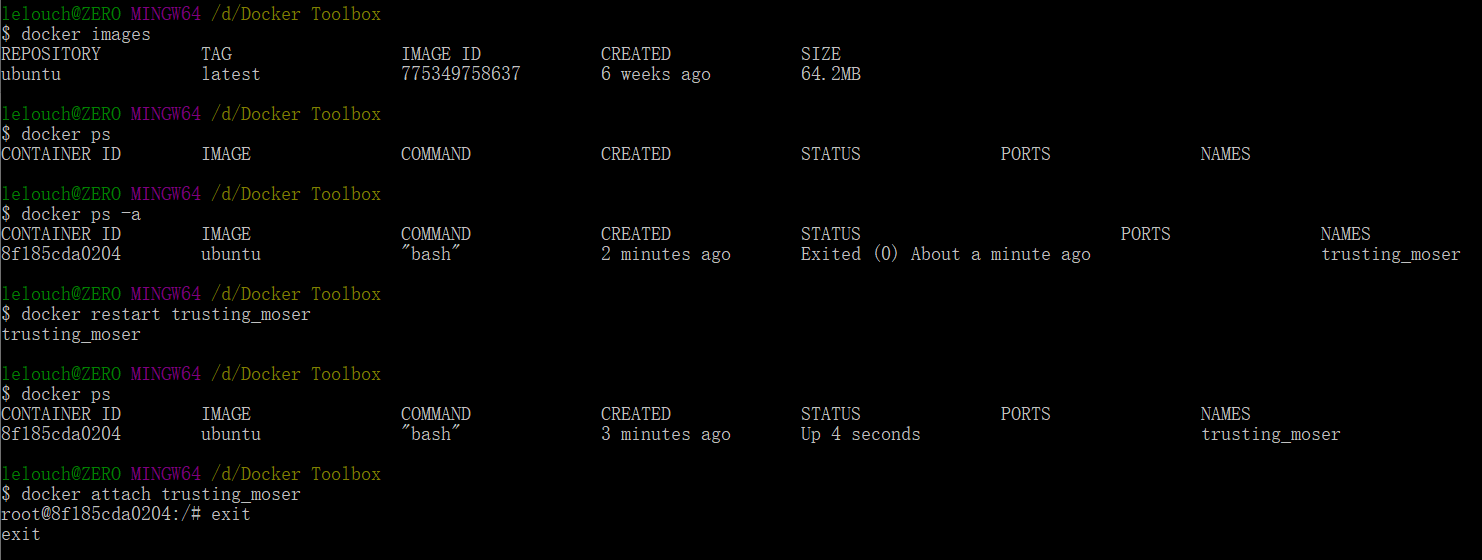 lelouch@ZERO MINGW64 /d/Docker Toolbox
$ docker images
REPOSITORY TAG IMAGE ID CREATED SIZE
ubuntu latest 775349758637 6 weeks ago 64.2MB
lelouch@ZERO MINGW64 /d/Docker Toolbox
$ docker ps
CONTAINER ID IMAGE COMMAND CREATED STATUS PORTS NAMES
lelouch@ZERO MINGW64 /d/Docker Toolbox
$ docker ps -a
CONTAINER ID IMAGE COMMAND CREATED STATUS PORTS NAMES
8f185cda0204 ubuntu "bash" 2 minutes ago Exited (0) About a minute ago trusting_moser
lelouch@ZERO MINGW64 /d/Docker Toolbox
$ docker restart trusting_moser
trusting_moser
lelouch@ZERO MINGW64 /d/Docker Toolbox
$ docker ps
CONTAINER ID IMAGE COMMAND CREATED STATUS PORTS NAMES
8f185cda0204 ubuntu "bash" 3 minutes ago Up 4 seconds trusting_moser
lelouch@ZERO MINGW64 /d/Docker Toolbox
$ docker attach trusting_moser
root@8f185cda0204:/# exit
exit